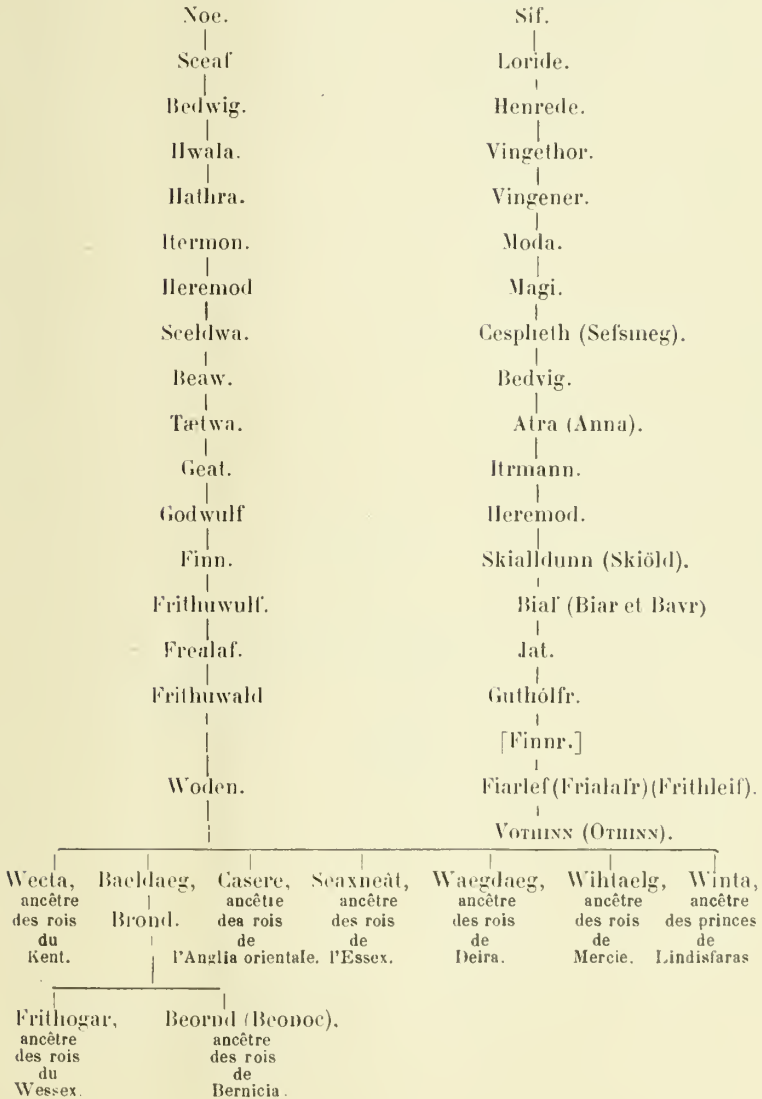 Noe.
Sceaf
Bedwig.
Hwala.
Hathra.
Itermon.
Heremod
Sceldwa.
Beaw.
Tætwa.
Geat.
Godwulf
Finn.
Frithuwulf.
Frealaf.
Frithuwald
Woden.
Sif.
Loride.
Henrede.
Vingethor.
Vingener.
Moda.
Magi.
Cespheth (Sefsmeg).
Bedvig.
Atra (Anna).
Itrmann.
Heremod.
Skialldunn (Skiöld).
Biaf (Biar et Bavr)
Jat.
Guthólfr.
[Finnr.]
Fiarlef (Frialafr) (Frithleif).
VOTHINN (OTHINN).
Wecta,
ancêtre
des rois
du
Kent.
Baeldaeg,
Brond.
Casere,
ancêtre
des rois
de
l'Anglia orientale.
Seaxneàt,
ancêtre
des rois
de
l'Essex.
Waegdaeg,
ancêtre
des rois
de
Deira.
Wihtaelg,
ancêtre
des rois
de
Mercie.
Winta,
ancêtre
des princes
de
Lindisfaras
Frithogar,
ancêtre
des rois
du
Wessex.
Beornd (Beonoc),
ancêtre
des rois
de
Bernicia.